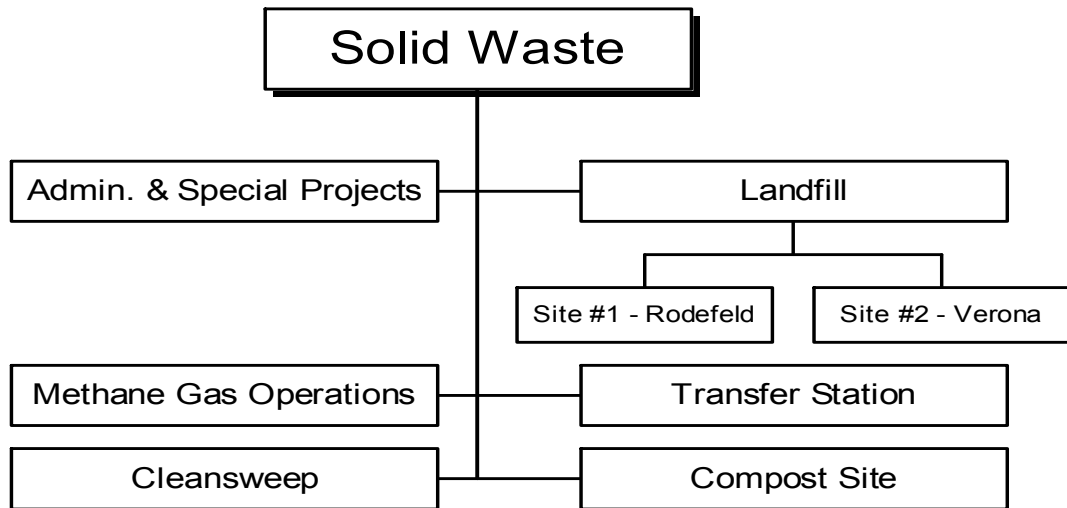 Solid Waste
Admin. & Special Projects
Landfill
Site #1 - Rodefeld
Site #2 - Verona
Methane Gas Operations
Transfer Station
Cleansweep
Compost Site